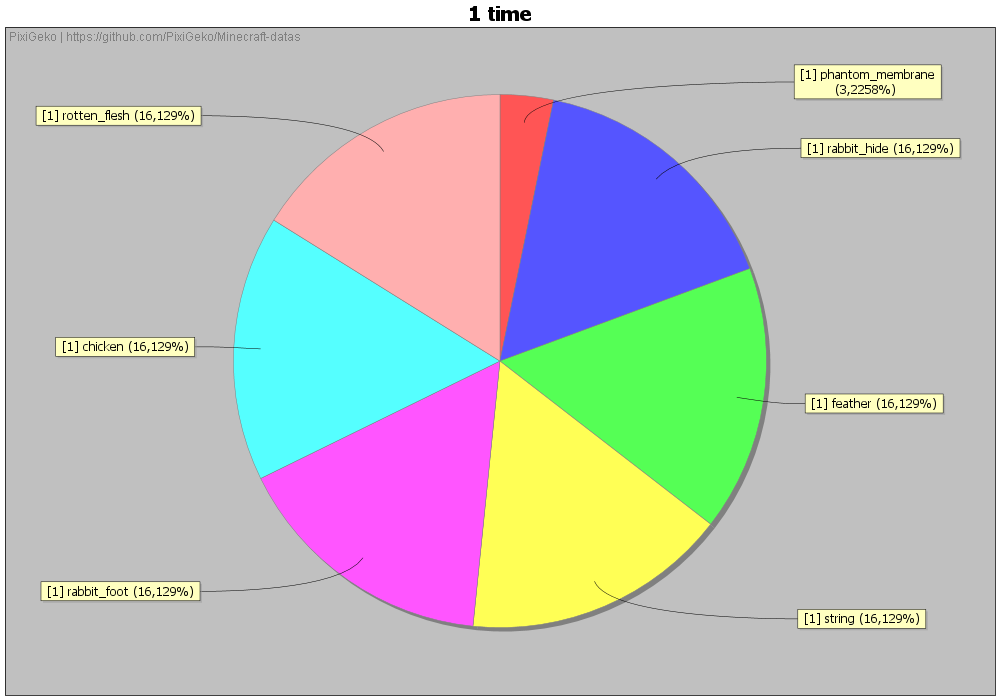 1 time
PixiGeko | https://github.com/PixiGeko/Minecraft-datas
[1] phantom_membrane
(3,2258%)
[1] rotten_flesh (16,129%)
[1] rabbit_hide (16,129%)
[1] chicken (16,129%)
[1] feather (16,129%)
[1] rabbit_foot (16,129%)
[1] string (16,129%)